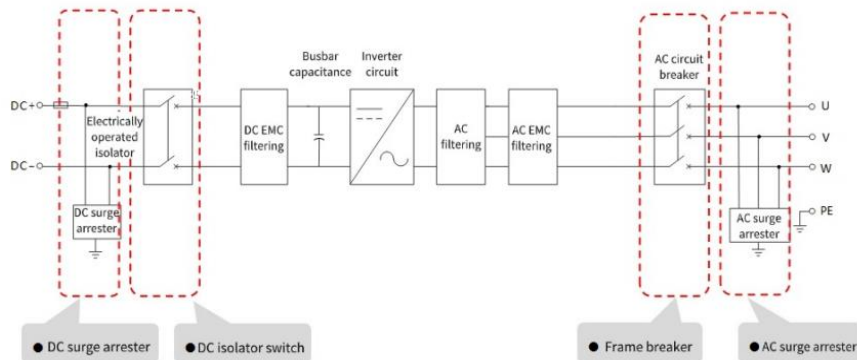 Busbar
capacitance
Inverter
circuit
AC circuit
breaker
DC+
Electrically
operated
isolator
DC−
DC EMC
filtering
AC
filtering
AC EMC
filtering
U
V
W
PE
DC surge
arrester
AC surge
arrester
● DC surge arrester
● DC isolator switch
● Frame breaker
● AC surge arrester